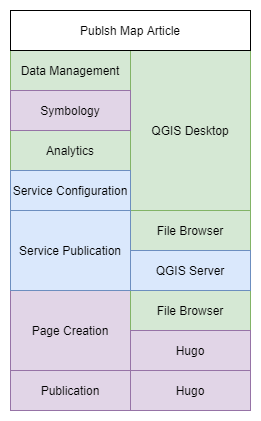 Publsh Map Article
Data Management
Symbology
QGIS Desktop
Analytics
Service Configuration
Service Publication
File Browser
QGIS Server
Page Creation
File Browser
Hugo
Publication
Hugo